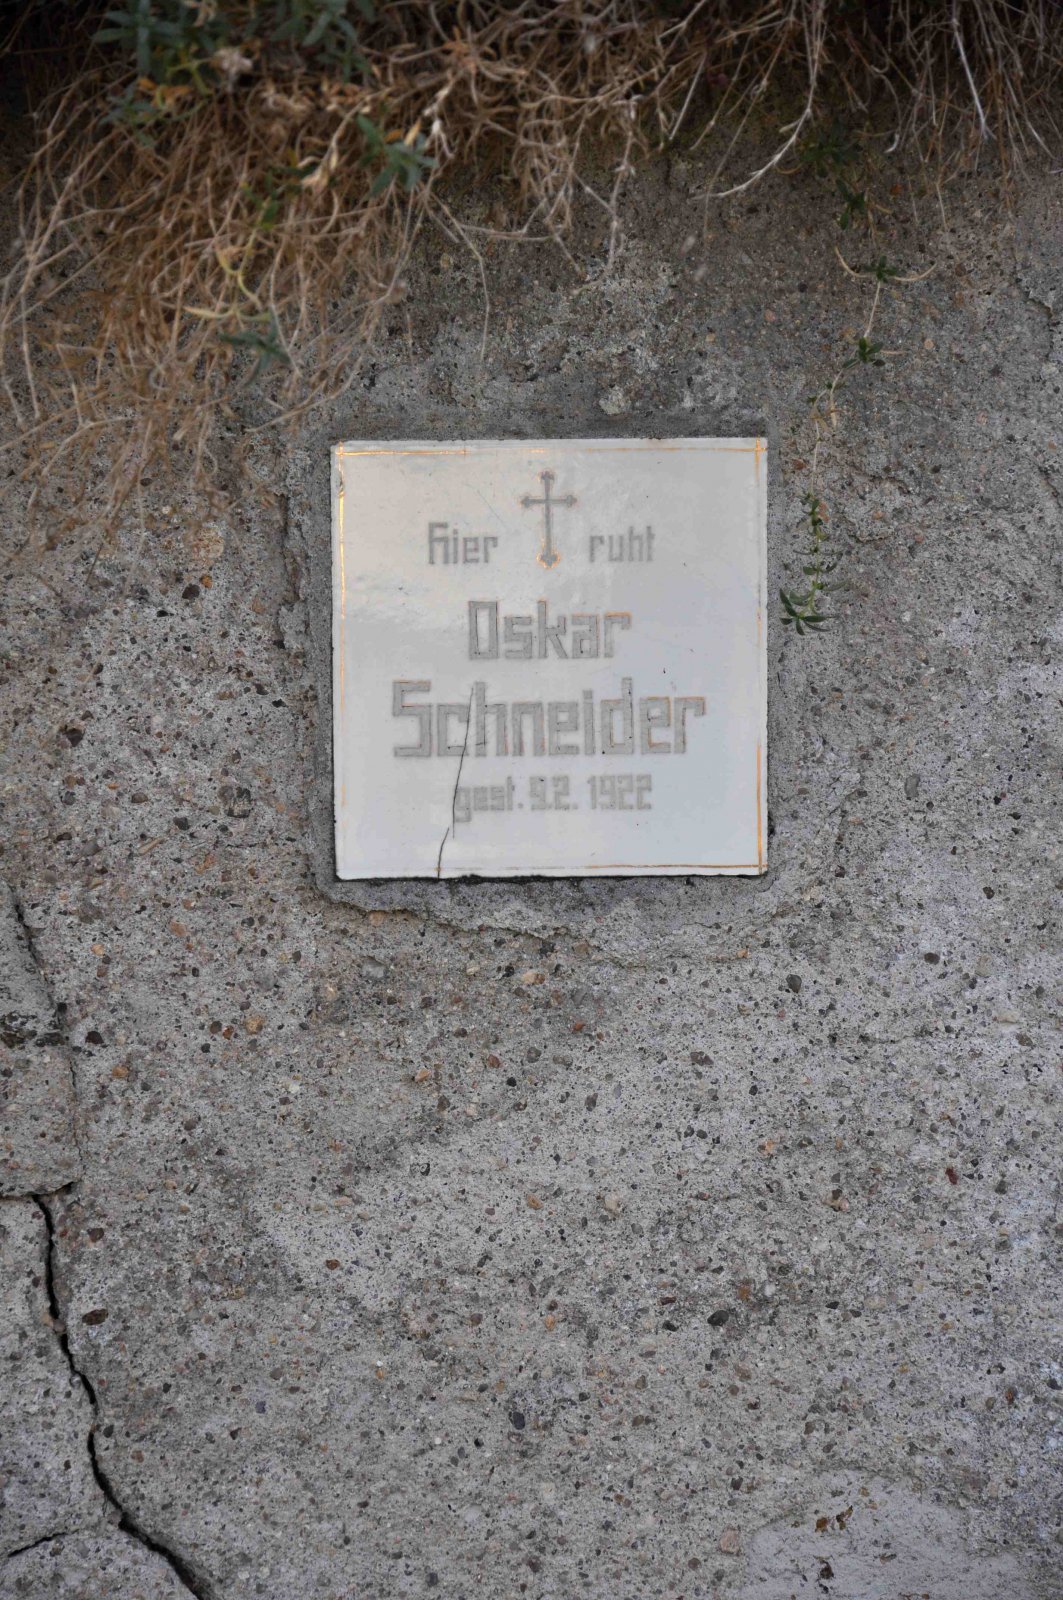 Hier ruht
Oskar
Schneider
gest. 9.2. 1922